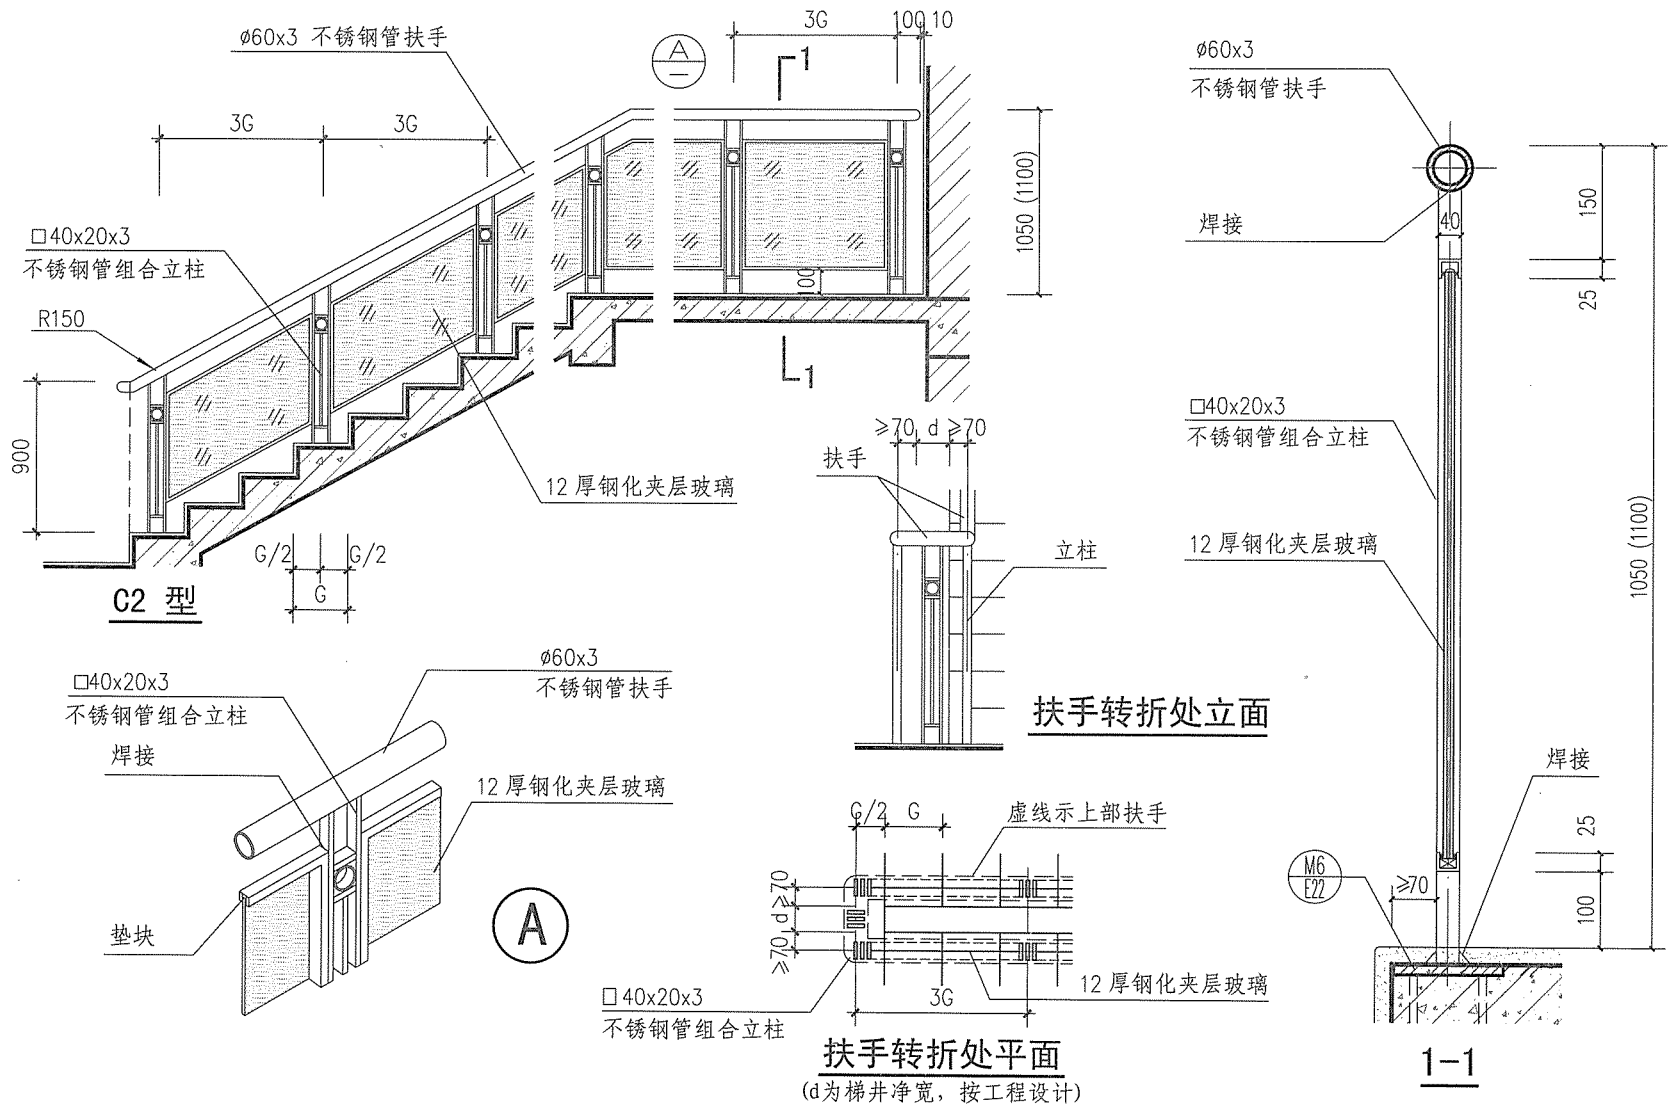 ø60x3 不锈钢管扶手
3G
3G
□40x20x3
不锈钢管组合立柱
R150
900
G/2
G/2
G
12 厚钢化夹层玻璃
C2 型
A
—
1
1
3G
100
10
1050 (1100)
100
≥70
d
≥70
扶手
立柱
扶手转折处立面
□40x20x3
不锈钢管组合立柱
焊接
ø60x3
不锈钢管扶手
12 厚钢化夹层玻璃
垫块
A
G/2
G
虚线示上部扶手
≥70
d
≥70
□40x20x3
不锈钢管组合立柱
3G
12 厚钢化夹层玻璃
扶手转折处平面
(d为梯井净宽，按工程设计)
ø60x3
不锈钢管扶手
焊接
40
150
25
□40x20x3
不锈钢管组合立柱
12 厚钢化夹层玻璃
1050 (1100)
焊接
25
M6
E22
≥70
100
1-1